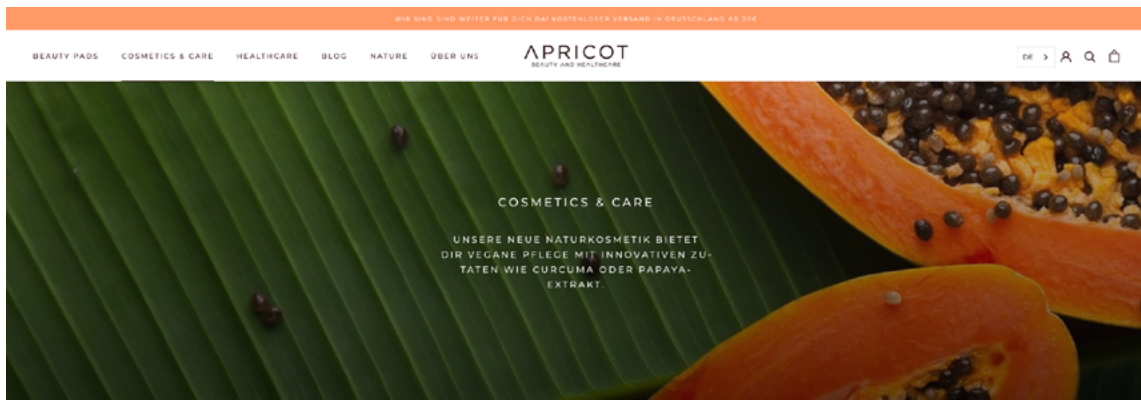 WIR SIND SIND WEITER FÜR DICH DA! KOSTENLOSER VERSAND IN DEUTSCHLAND AB 30€
BEAUTY PADS COSMETICS & CARE HEALTHCARE BLOG NATURE ÜBER UNS APRICOT DE
BEAUTY AND HEALTHCARE
COSMETICS & CARE
UNSERE NEUE NATURKOSMETIK BIETET
DIR VEGANE PFLEGE MIT INNOVATIVEN ZU-
TATEN WIE CURCUMA ODER PAPAYA-
EXTRAKT.